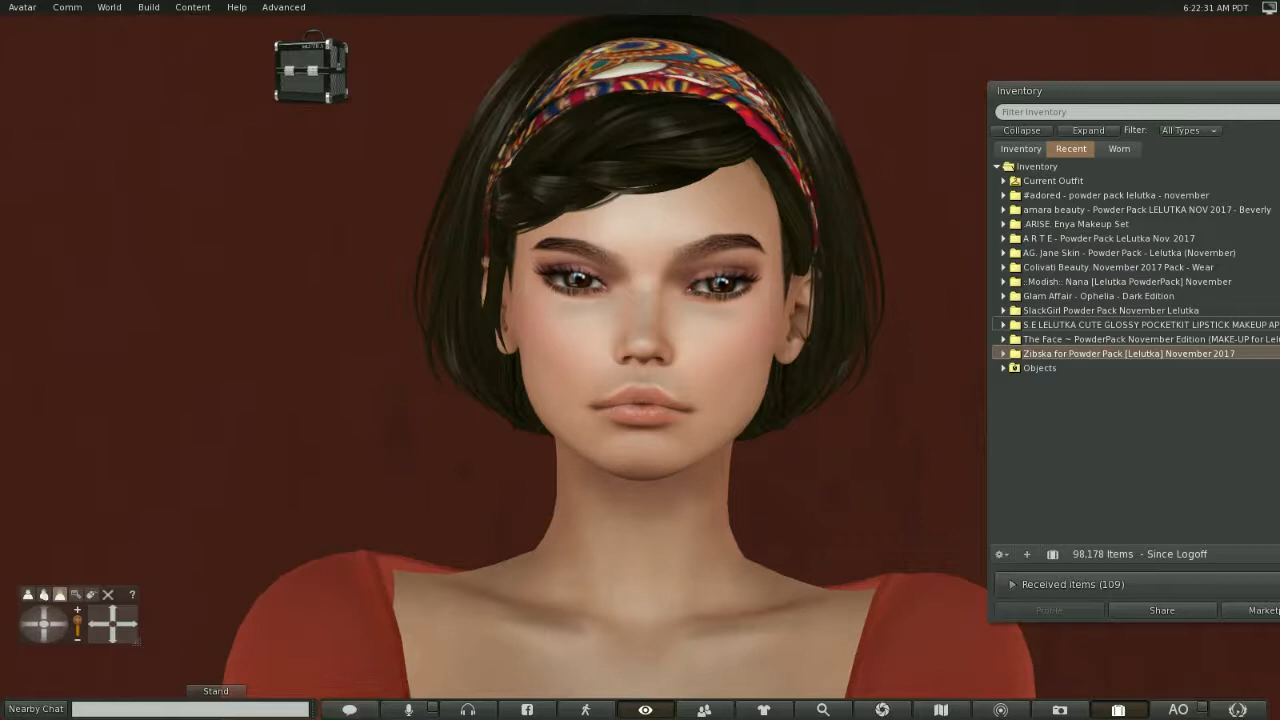 Avatar Comm World Build Content Help Advanced 6:22:31 AM PDT
Inventory
Filter Inventory
Collapse Expand Filter: All Types
Inventory Recent Worn
Inventory
Current Outfit
#adored - powder pack lelutka - november
amara beauty - Powder Pack LELUTKA NOV 2017 - Beverly
.ARISE. Enya Makeup Set
A R T E - Powder Pack LeLutka Nov. 2017
AG. Jane Skin - Powder Pack - Lelutka (November)
Colivati Beauty. November 2017 Pack - Wear
::Modish:: Nana [Lelutka PowderPack] November
Glam Affair - Ophelia - Dark Edition
SlackGirl Powder Pack November Lelutka
S.E LELUTKA CUTE GLOSSY POCKETKIT LIPSTICK MAKEUP AP
The Face ~ PowderPack November Edition (MAKE-UP for Lel
Zibska for Powder Pack [Lelutka] November 2017
Objects
98,178 Items - Since Logoff
Received Items (109)
Profile Share Market
?
Stand
Nearby Chat
AO